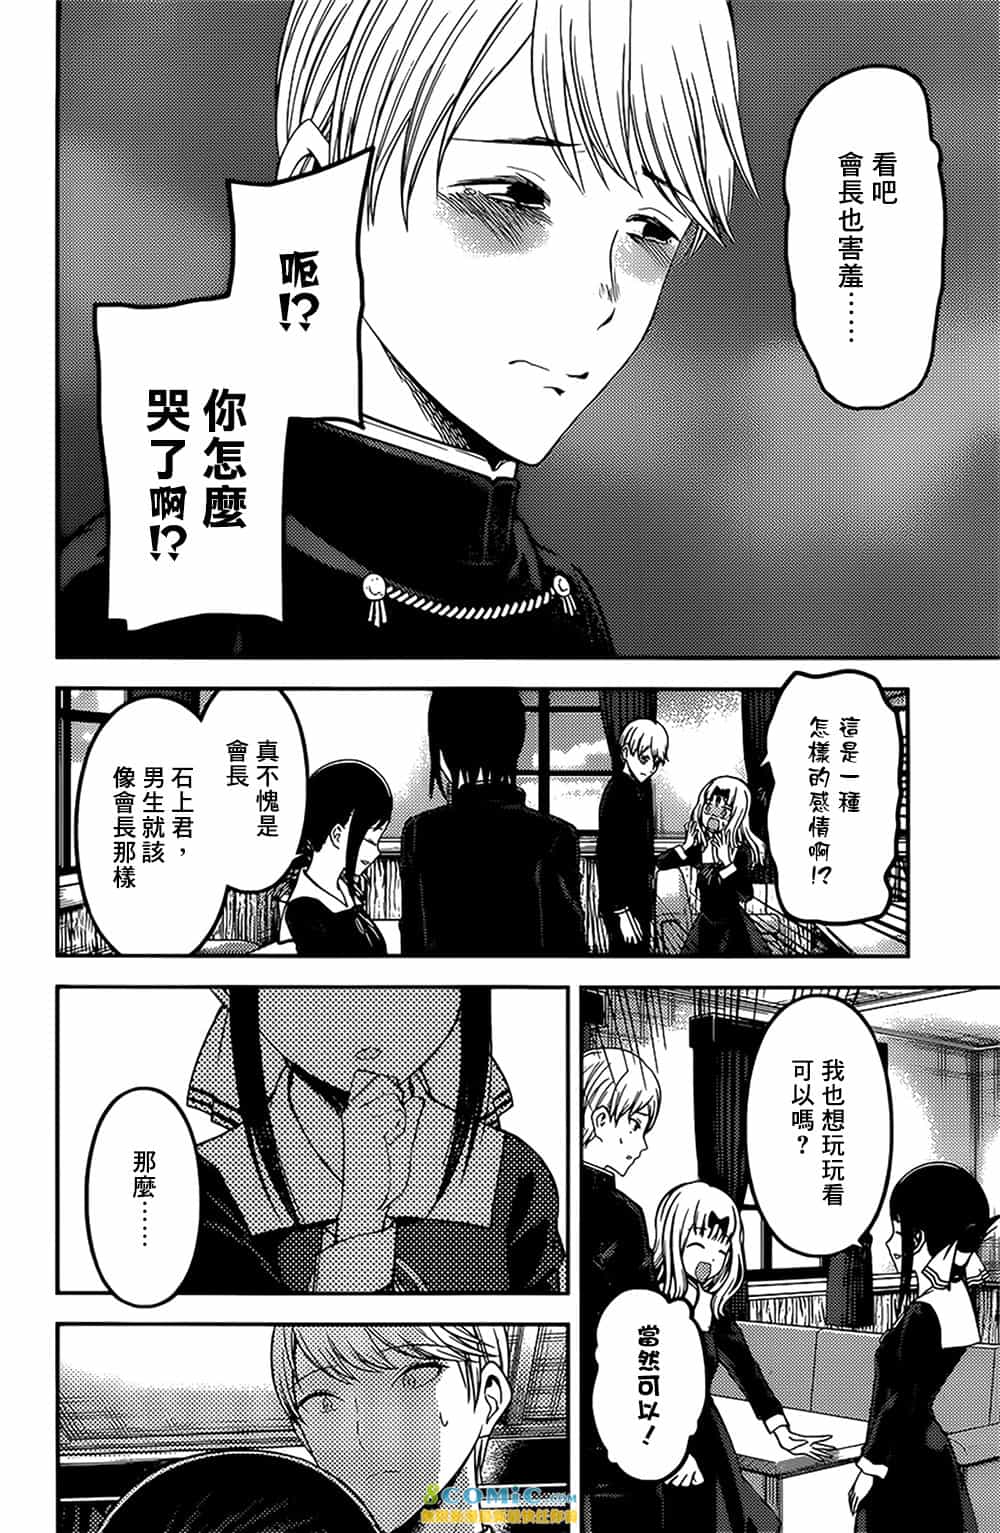 看吧
會長也害羞……
呃!?
你怎麼
哭了啊!?
這是一種
怎樣的感情啊!?
真不愧是
會長
石上君，
男生就該
像會長那樣
我也想玩玩看
可以嗎？
當然可以！
那麼……
8COMIC.COM